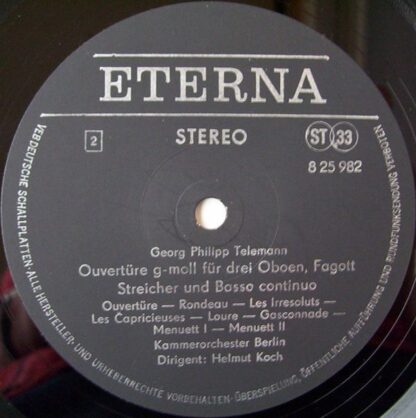 ETERNA
2
STEREO
ST 33
8 25 982
Georg Philipp Telemann
Ouvertüre g-moll für drei Oboen, Fagott
Streicher und Basso continuo
Ouvertüre — Rondeau — Les Irresoluts —
Les Capricieuses — Loure — Gasconnade —
Menuett I — Menuett II
Kammerorchester Berlin
Dirigent: Helmut Koch
VEB DEUTSCHE SCHALLPLATTEN · ALLE HERSTELLER- UND URHEBERRECHTE VORBEHALTEN · ÜBERSPIELUNG, ÖFFENTLICHE AUFFÜHRUNG UND RUNDFUNKSENDUNG VERBOTEN